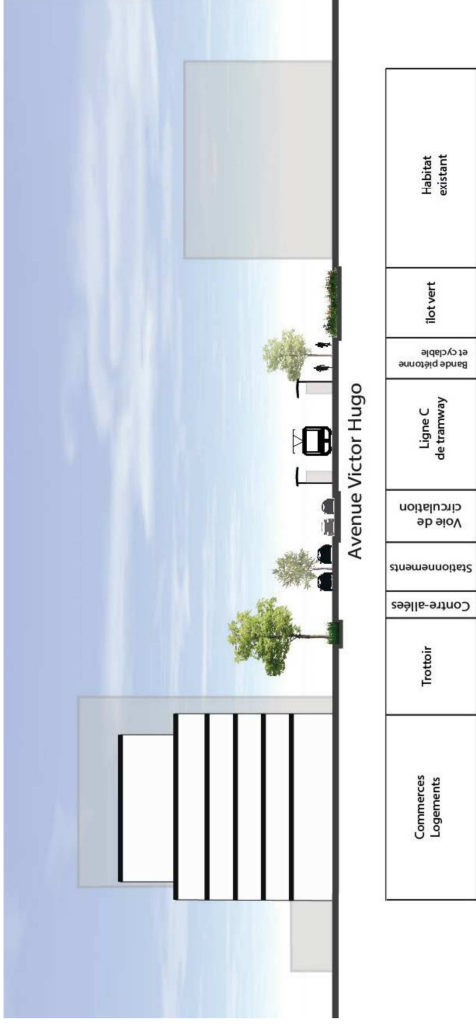 Avenue Victor Hugo
Commerces
Logements
Trottoir
Contre-allées
Stationnements
Voie de
circulation
Ligne C
de tramway
Bande piétonne
et cyclable
îlot vert
Habitat
existant